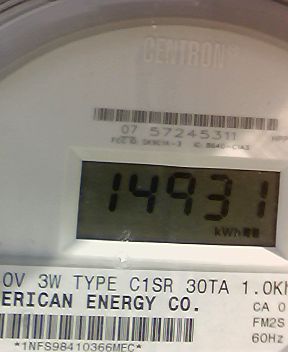 CENTRON
07 57245311
14931
kWh
0V 3W TYPE C1SR 30TA 1.0Kh
ERICAN ENERGY CO.
CA 0
FM2S
60Hz
*1NFS98410366MEC*